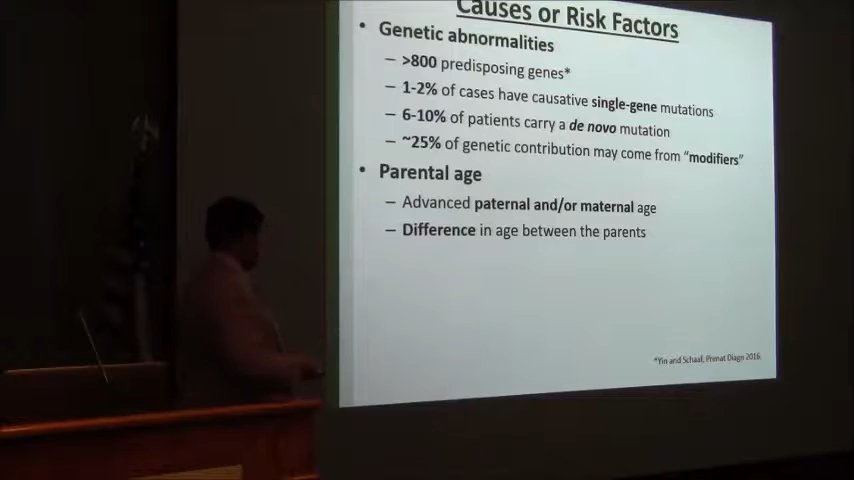 Causes or Risk Factors
• Genetic abnormalities
– >800 predisposing genes*
– 1-2% of cases have causative single-gene mutations
– 6-10% of patients carry a de novo mutation
– ~25% of genetic contribution may come from “modifiers”
• Parental age
– Advanced paternal and/or maternal age
– Difference in age between the parents
*Yin and Schaaf, Prenat Diagn 2016.